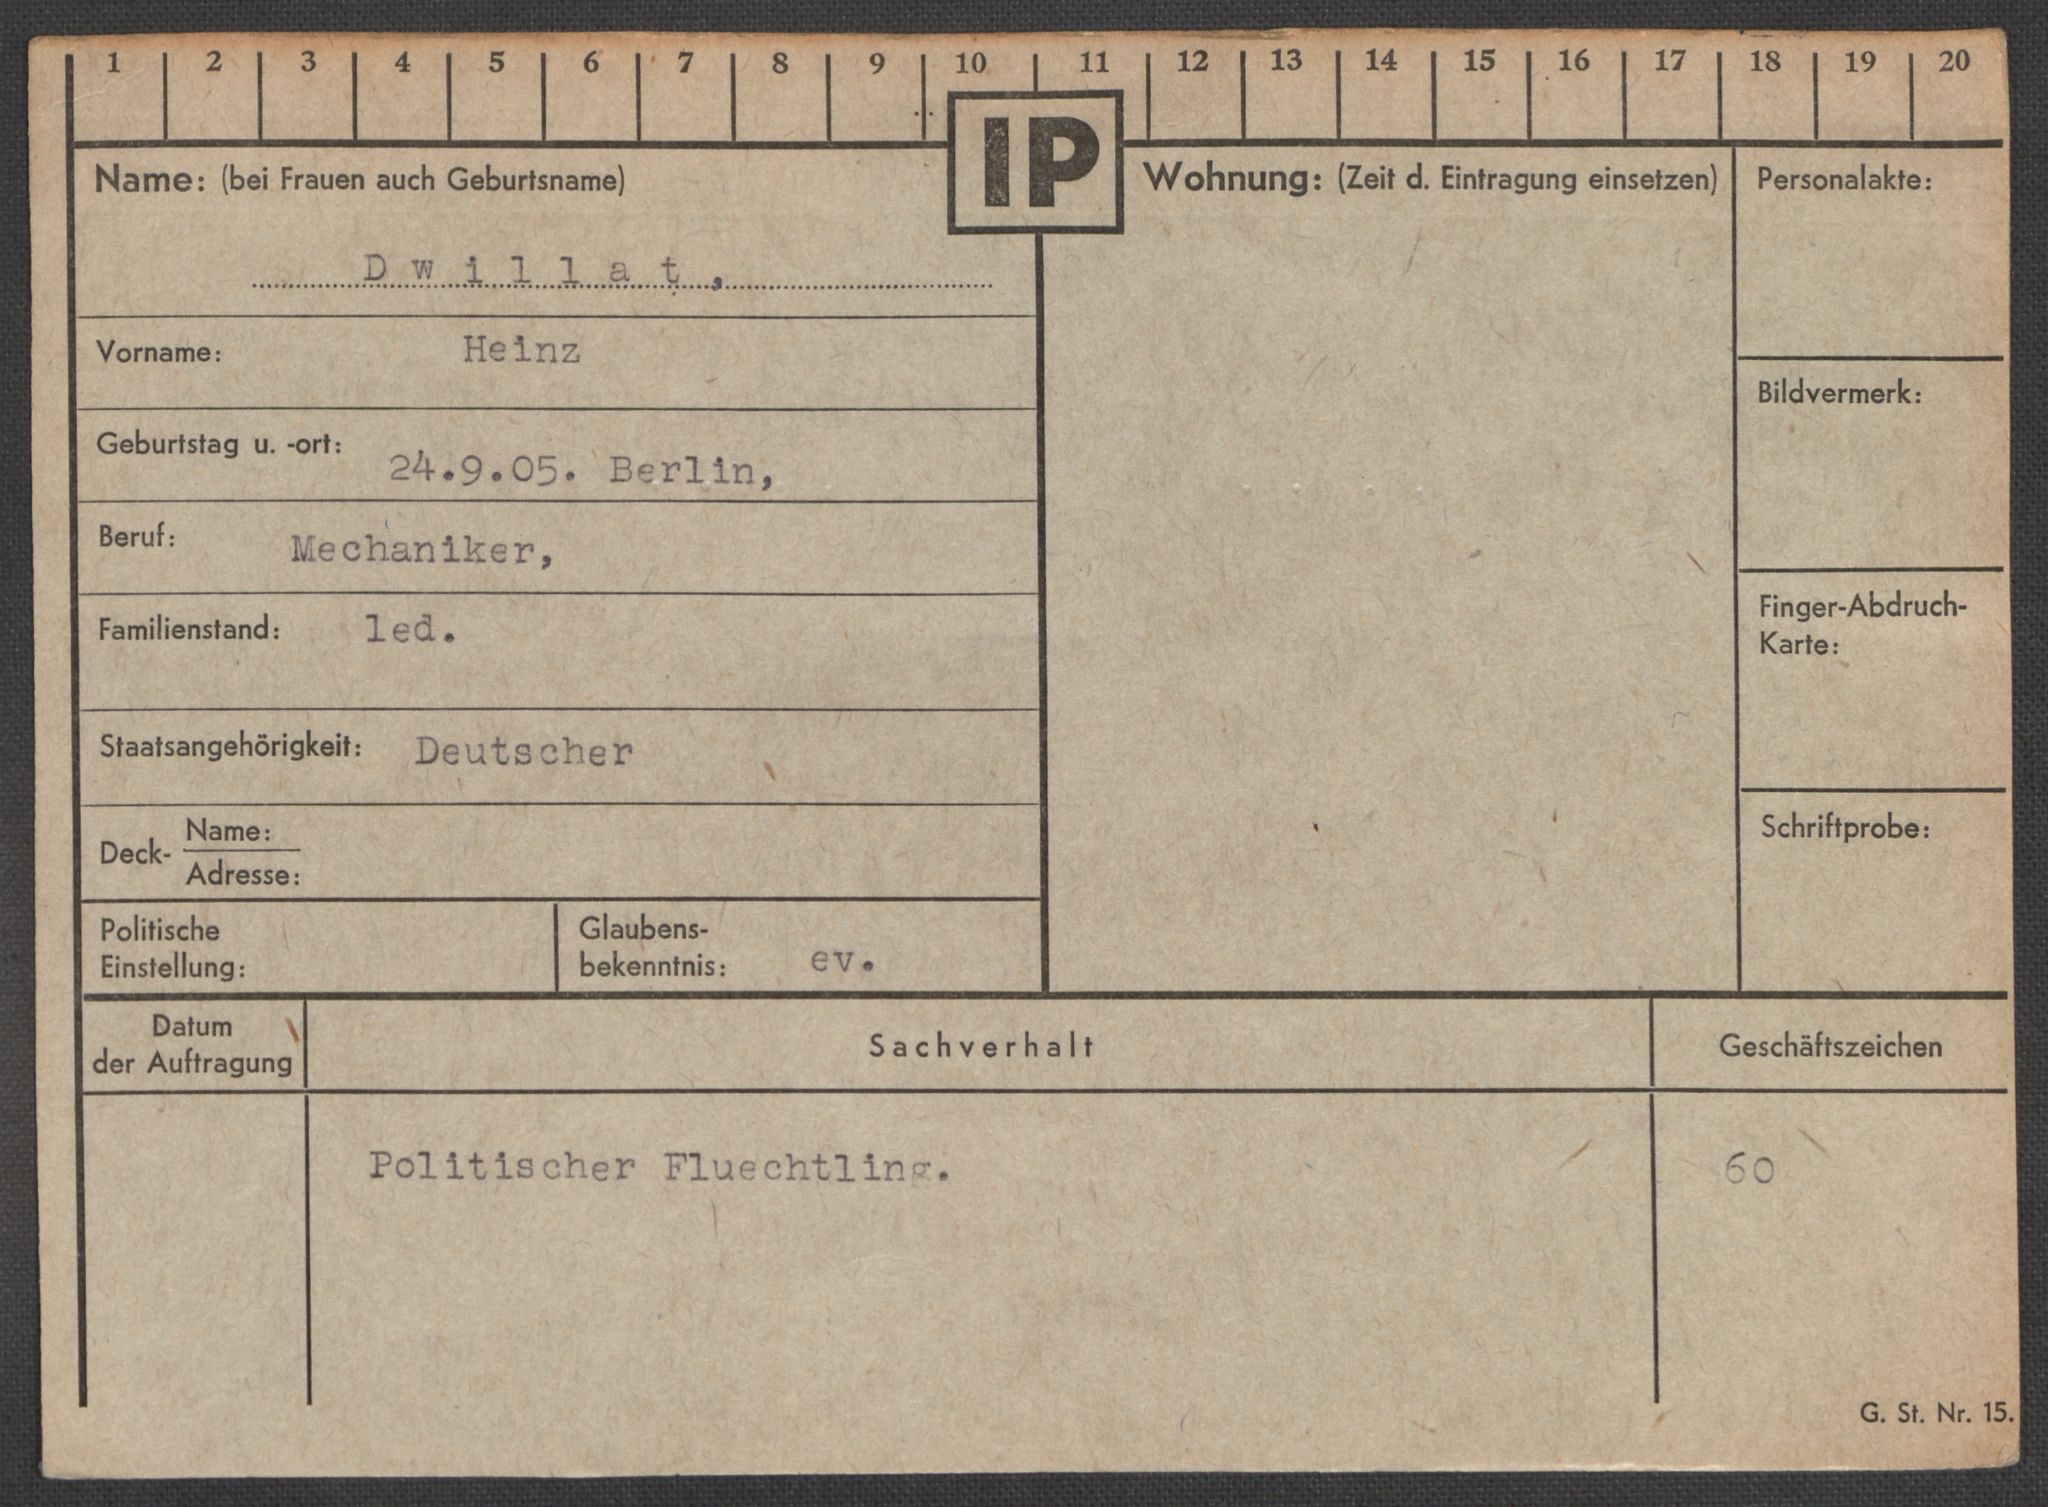 1 2 3 4 5 6 7 8 9 10 11 12 13 14 15 16 17 18 19 20
IP
Name: (bei Frauen auch Geburtsname)
Dwillat,
Vorname: Heinz
Geburtstag u. -ort: 24.9.05. Berlin,
Beruf: Mechaniker,
Familienstand: led.
Staatsangehörigkeit: Deutscher
Deck- Name:
Adresse:
Politische
Einstellung:
Glaubens-
bekenntnis: ev.
Wohnung: (Zeit d. Eintragung einsetzen)
Personalakte:
Bildvermerk:
Finger-Abdruch-
Karte:
Schriftprobe:
Datum
der Auftragung
Sachverhalt
Geschäftszeichen
Politischer Fluechtling. 60
G. St. Nr. 15.